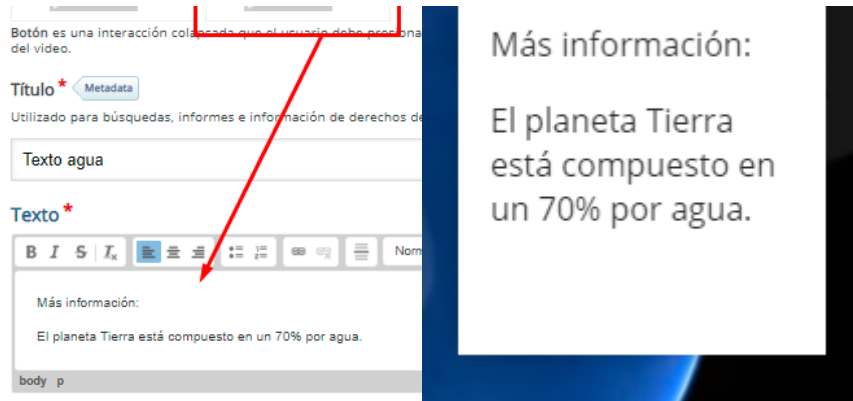 Botón es una interacción colapsada que el usuario debe presiona
del video.
Título * Metadata
Utilizado para búsquedas, informes e información de derechos de
Texto agua
Texto *
B I S Ix Norm
Más información:
El planeta Tierra está compuesto en un 70% por agua.
body p
Más información:
El planeta Tierra
está compuesto en
un 70% por agua.